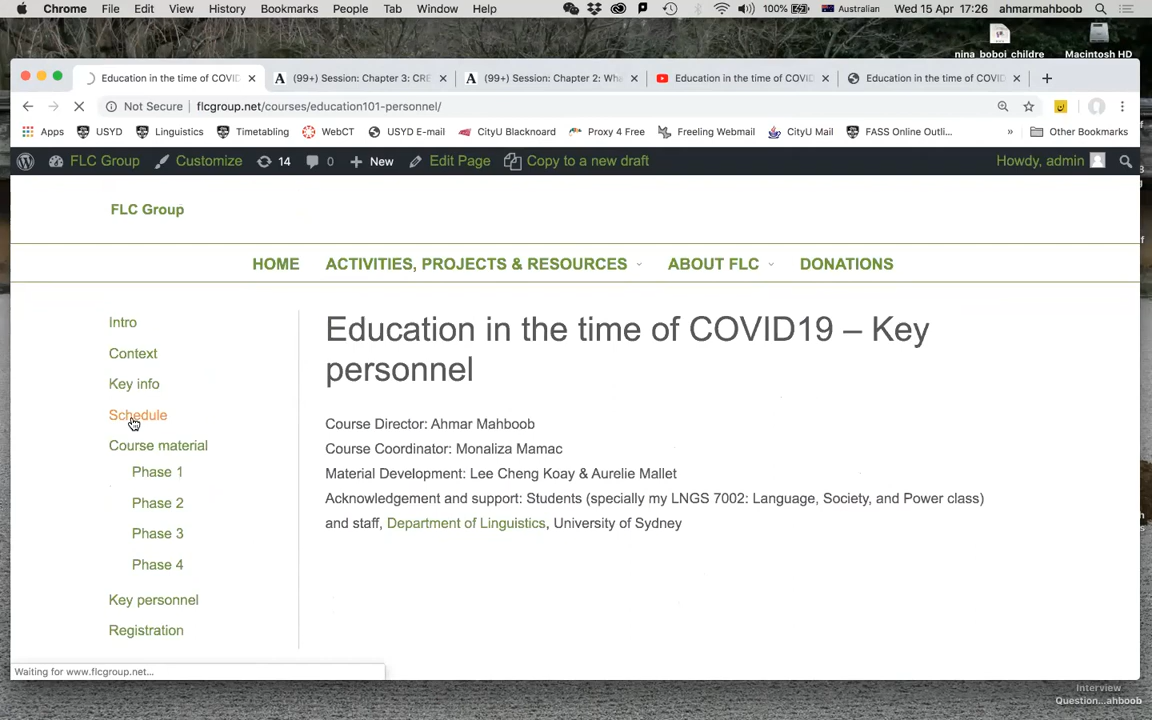 Chrome File Edit View History Bookmarks People Tab Window Help 100% Australian Wed 15 Apr 17:26 ahmarmahboob
nina_boboi_childre Macintosh HD
Education in the time of COVID (99+) Session: Chapter 3: CRE (99+) Session: Chapter 2: Wha Education in the time of COVID Education in the time of COVID
Not Secure flcgroup.net/courses/education101-personnel/
Apps USYD Linguistics Timetabling WebCT USYD E-mail CityU Blacknoard Proxy 4 Free Freeling Webmail CityU Mail FASS Online Outli... » Other Bookmarks
FLC Group Customize 14 0 New Edit Page Copy to a new draft Howdy, admin
FLC Group
HOME ACTIVITIES, PROJECTS & RESOURCES ABOUT FLC DONATIONS
Intro
Context
Key info
Schedule
Course material
Phase 1
Phase 2
Phase 3
Phase 4
Key personnel
Registration
Education in the time of COVID19 – Key
personnel
Course Director: Ahmar Mahboob
Course Coordinator: Monaliza Mamac
Material Development: Lee Cheng Koay & Aurelie Mallet
Acknowledgement and support: Students (specially my LNGS 7002: Language, Society, and Power class)
and staff, Department of Linguistics, University of Sydney
Waiting for www.flcgroup.net...
Interview
Question...ahboob